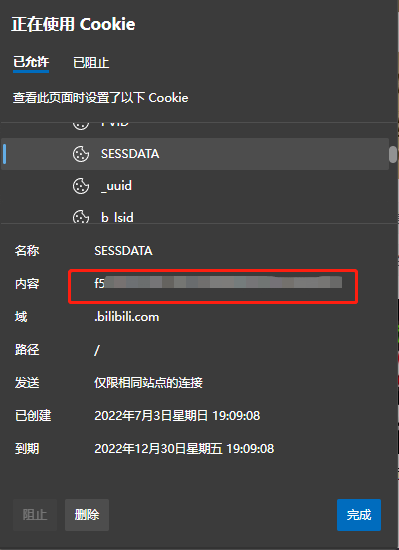 正在使用 Cookie
已允许 已阻止
查看此页面时设置了以下 Cookie
SESSDATA
_uuid
b_lsid
名称 SESSDATA
内容 f5
域 .bilibili.com
路径 /
发送 仅限相同站点的连接
已创建 2022年7月3日星期日 19:09:08
到期 2022年12月30日星期五 19:09:08
阻止 删除 完成